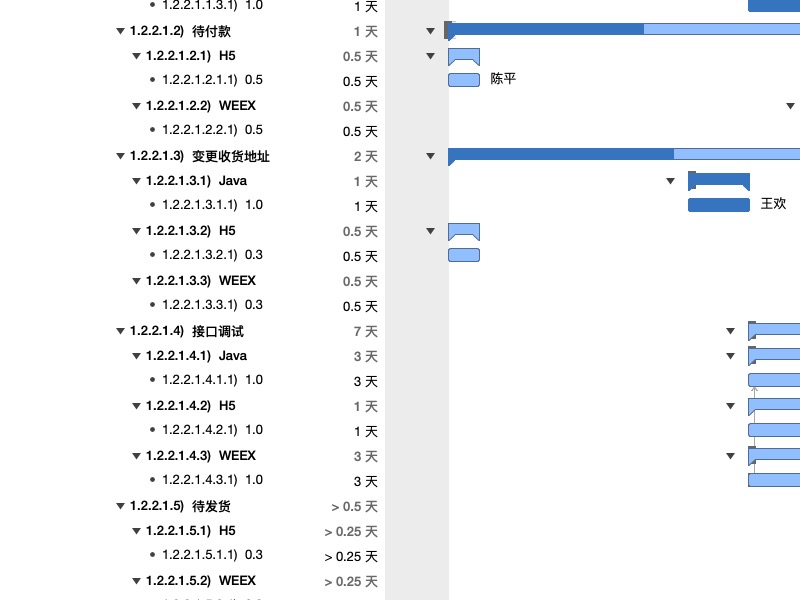 1.2.2.1.1.3.1) 1.0 1 天
1.2.2.1.2) 待付款 1 天
1.2.2.1.2.1) H5 0.5 天
1.2.2.1.2.1.1) 0.5 0.5 天 陈平
1.2.2.1.2.2) WEEX 0.5 天
1.2.2.1.2.2.1) 0.5 0.5 天
1.2.2.1.3) 变更收货地址 2 天
1.2.2.1.3.1) Java 1 天
1.2.2.1.3.1.1) 1.0 1 天 王欢
1.2.2.1.3.2) H5 0.5 天
1.2.2.1.3.2.1) 0.3 0.5 天
1.2.2.1.3.3) WEEX 0.5 天
1.2.2.1.3.3.1) 0.3 0.5 天
1.2.2.1.4) 接口调试 7 天
1.2.2.1.4.1) Java 3 天
1.2.2.1.4.1.1) 1.0 3 天
1.2.2.1.4.2) H5 1 天
1.2.2.1.4.2.1) 1.0 1 天
1.2.2.1.4.3) WEEX 3 天
1.2.2.1.4.3.1) 1.0 3 天
1.2.2.1.5) 待发货 > 0.5 天
1.2.2.1.5.1) H5 > 0.25 天
1.2.2.1.5.1.1) 0.3 > 0.25 天
1.2.2.1.5.2) WEEX > 0.25 天